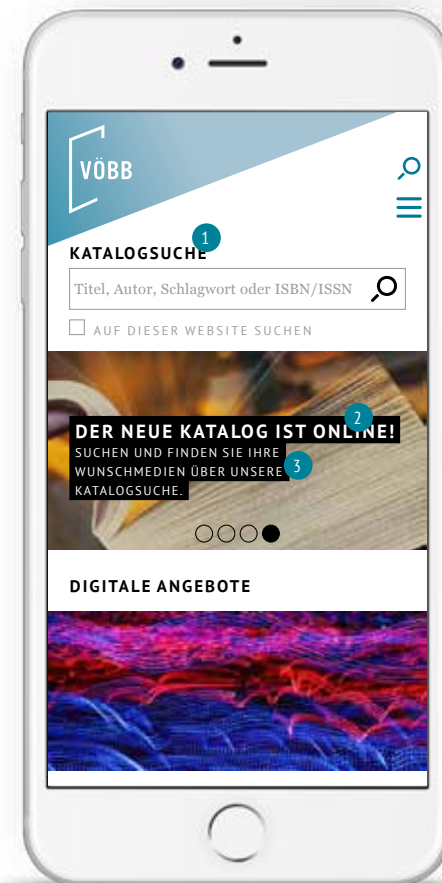 VÖBB
KATALOGSUCHE
1
Titel, Autor, Schlagwort oder ISBN/ISSN
AUF DIESER WEBSITE SUCHEN
2
DER NEUE KATALOG IST ONLINE!
SUCHEN UND FINDEN SIE IHRE
WUNSCHMEDIEN ÜBER UNSERE
3
KATALOGSUCHE.
DIGITALE ANGEBOTE